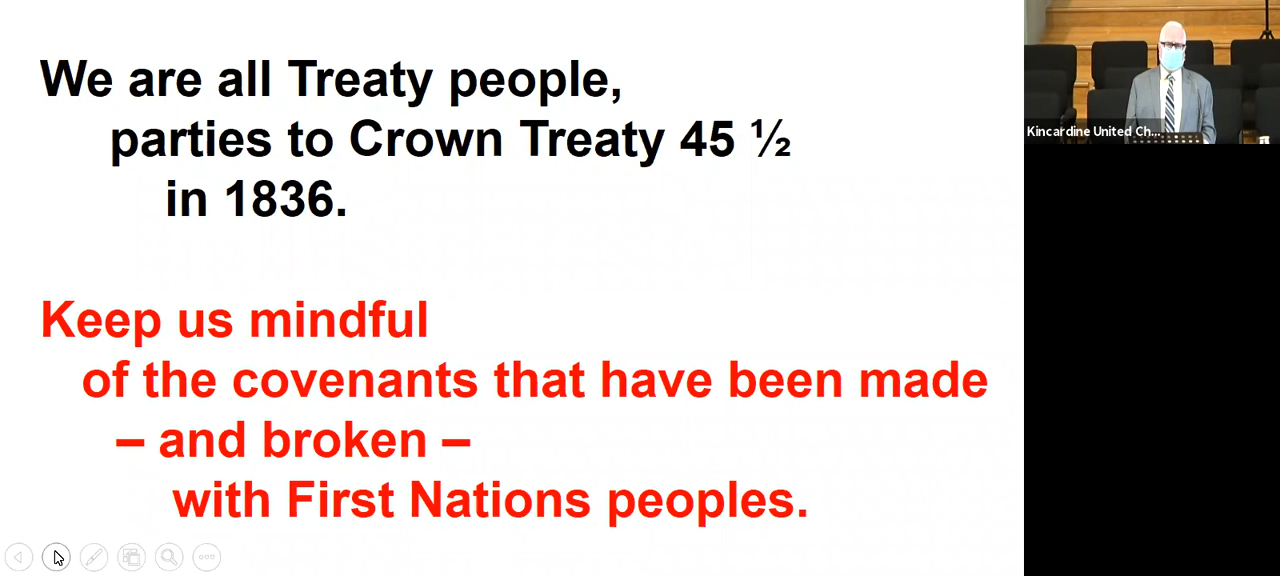 We are all Treaty people,
parties to Crown Treaty 45 ½
in 1836.
Keep us mindful
of the covenants that have been made
– and broken –
with First Nations peoples.
Kincardine United Ch...